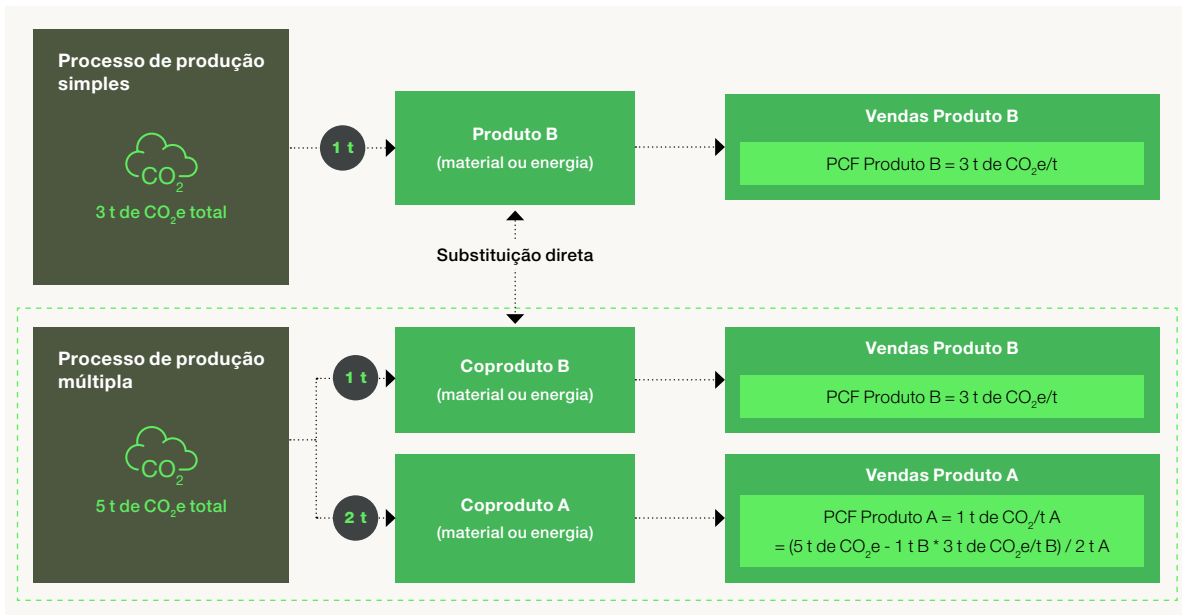 Processo de produção
simples
CO₂
3 t de CO₂e total
1 t
Produto B
(material ou energia)
Vendas Produto B
PCF Produto B = 3 t de CO₂e/t
Substituição direta
Processo de produção
múltipla
CO₂
5 t de CO₂e total
1 t
Coproduto B
(material ou energia)
Vendas Produto B
PCF Produto B = 3 t de CO₂e/t
2 t
Coproduto A
(material ou energia)
Vendas Produto A
PCF Produto A = 1 t de CO₂/t A
= (5 t de CO₂e - 1 t B * 3 t de CO₂e/t B) / 2 t A